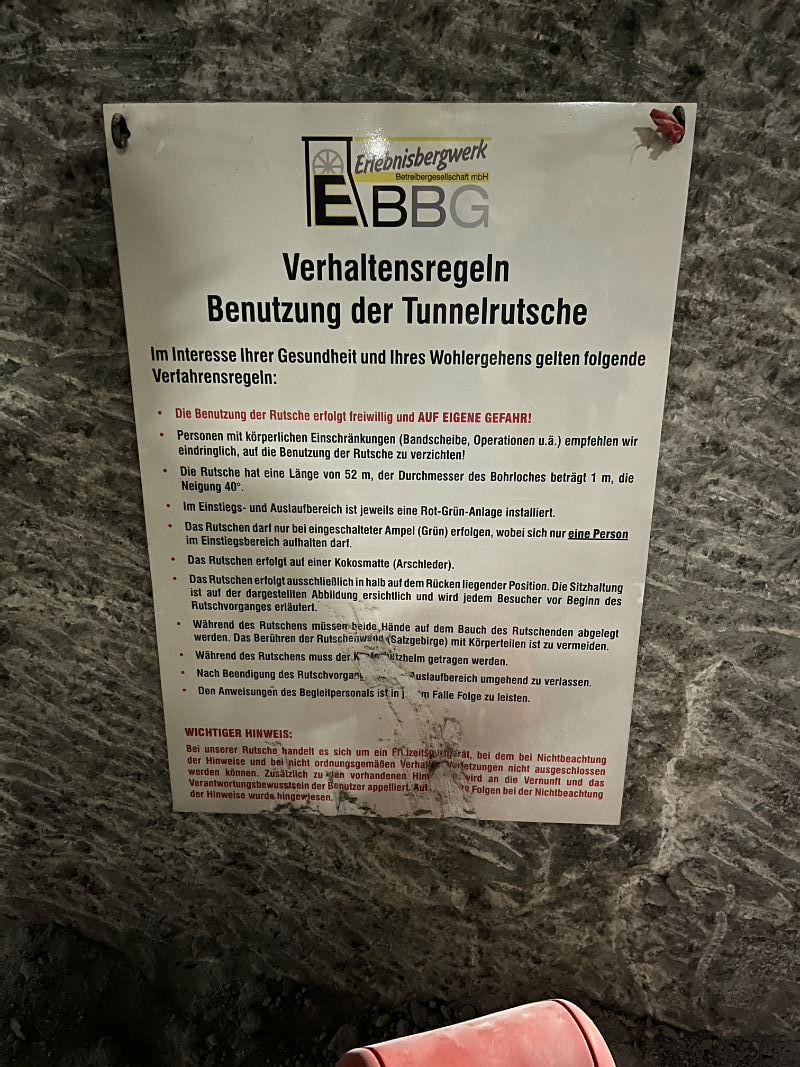 Erlebnisbergwerk
Betreibergesellschaft mbH
EBBG
Verhaltensregeln
Benutzung der Tunnelrutsche
Im Interesse Ihrer Gesundheit und Ihres Wohlergehens gelten folgende
Verfahrensregeln:
• Die Benutzung der Rutsche erfolgt freiwillig und AUF EIGENE GEFAHR!
• Personen mit körperlichen Einschränkungen (Bandscheibe, Operationen u.ä.) empfehlen wir
eindringlich, auf die Benutzung der Rutsche zu verzichten!
• Die Rutsche hat eine Länge von 52 m, der Durchmesser des Bohrloches beträgt 1 m, die
Neigung 40°.
• Im Einstiegs- und Auslaufbereich ist jeweils eine Rot-Grün-Anlage installiert.
• Das Rutschen darf nur bei eingeschalteter Ampel (Grün) erfolgen, wobei sich nur eine Person
im Einstiegsbereich aufhalten darf.
• Das Rutschen erfolgt auf einer Kokosmatte (Arschleder).
• Das Rutschen erfolgt ausschließlich in halb auf dem Rücken liegender Position. Die Sitzhaltung
ist auf der dargestellten Abbildung ersichtlich und wird jedem Besucher vor Beginn des
Rutschvorganges erläutert.
• Während des Rutschens müssen beide Hände auf dem Bauch des Rutschenden abgelegt
werden. Das Berühren der Rutschenwand (Salzgebirge) mit Körperteilen ist zu vermeiden.
• Während des Rutschens muss der getragen werden.
• Nach Beendigung des Auslaufbereich umgehend zu verlassen.
• Den Anweisungen des Begleitpersonals ist in Falle Folge zu leisten.
WICHTIGER HINWEIS:
Bei unserer Rutsche handelt es sich um ein bei dem bei Nichtbeachtung
der Hinweise und bei nicht ordnungsgemäßen Verletzungen nicht ausgeschlossen
werden können. Zusätzlich zu den vorhandenen wird an die Vernunft und das
Verantwortungsbewusstsein der Benutzer appelliert. Auf Folgen bei der Nichtbeachtung
der Hinweise wurde hingewiesen.